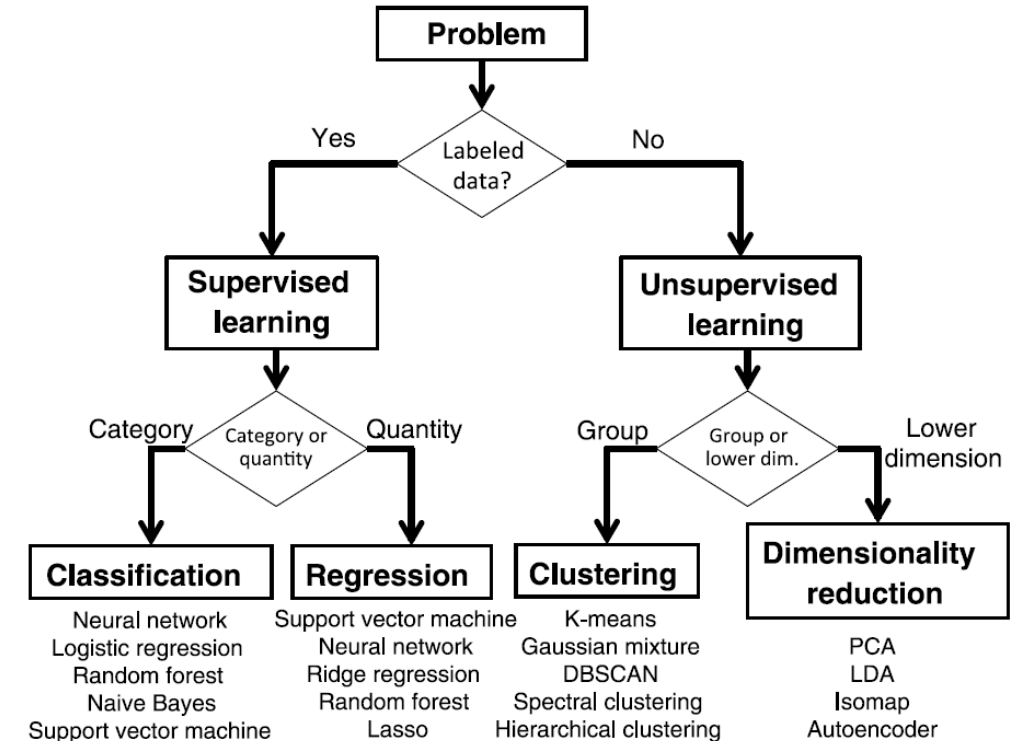 Problem
Yes
Labeled
data?
No
Supervised
learning
Unsupervised
learning
Category
Category or
quantity
Quantity
Group
Group or
lower dim.
Lower
dimension
Classification
Neural network
Logistic regression
Random forest
Naive Bayes
Support vector machine
Regression
Support vector machine
Neural network
Ridge regression
Random forest
Lasso
Clustering
K-means
Gaussian mixture
DBSCAN
Spectral clustering
Hierarchical clustering
Dimensionality
reduction
PCA
LDA
Isomap
Autoencoder